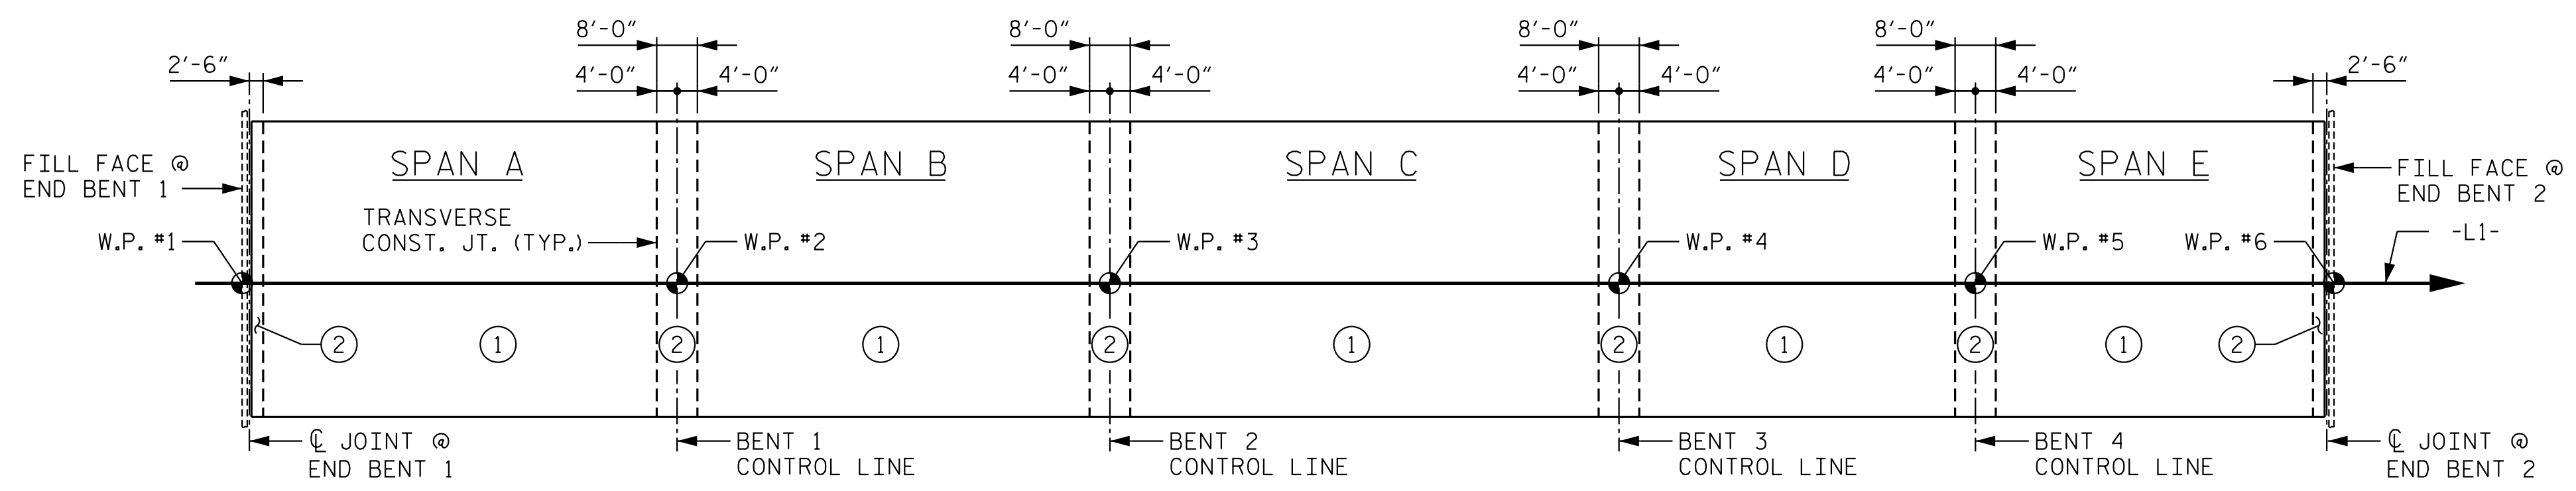 8'-0" 8'-0" 8'-0" 8'-0"
2'-6" 4'-0" 4'-0" 4'-0" 4'-0" 4'-0" 4'-0" 4'-0" 4'-0" 2'-6"
SPAN A SPAN B SPAN C SPAN D SPAN E
FILL FACE @
END BENT 1
FILL FACE @
END BENT 2
TRANSVERSE
CONST. JT. (TYP.)
W.P. #1 W.P. #2 W.P. #3 W.P. #4 W.P. #5 W.P. #6 -L1-
2 1 2 1 2 1 2 1 2 1 2
℄ JOINT @
END BENT 1
BENT 1
CONTROL LINE
BENT 2
CONTROL LINE
BENT 3
CONTROL LINE
BENT 4
CONTROL LINE
℄ JOINT @
END BENT 2